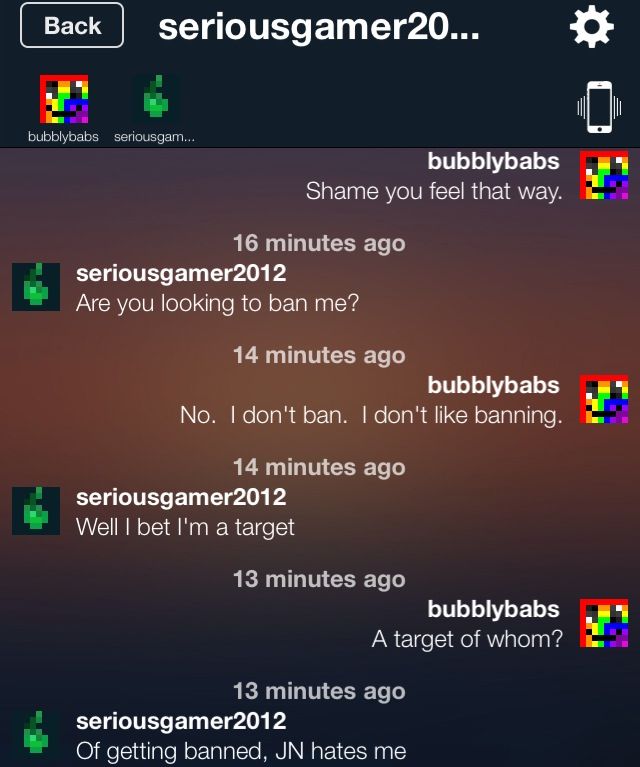 Back
seriousgamer20...
bubblybabs
seriousgam...
bubblybabs
Shame you feel that way.
16 minutes ago
seriousgamer2012
Are you looking to ban me?
14 minutes ago
bubblybabs
No.  I don't ban.  I don't like banning.
14 minutes ago
seriousgamer2012
Well I bet I'm a target
13 minutes ago
bubblybabs
A target of whom?
13 minutes ago
seriousgamer2012
Of getting banned, JN hates me